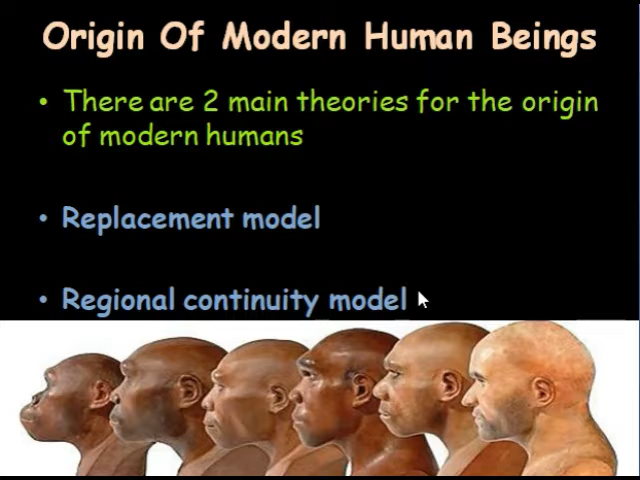 Origin Of Modern Human Beings
• There are 2 main theories for the origin
of modern humans
• Replacement model
• Regional continuity model